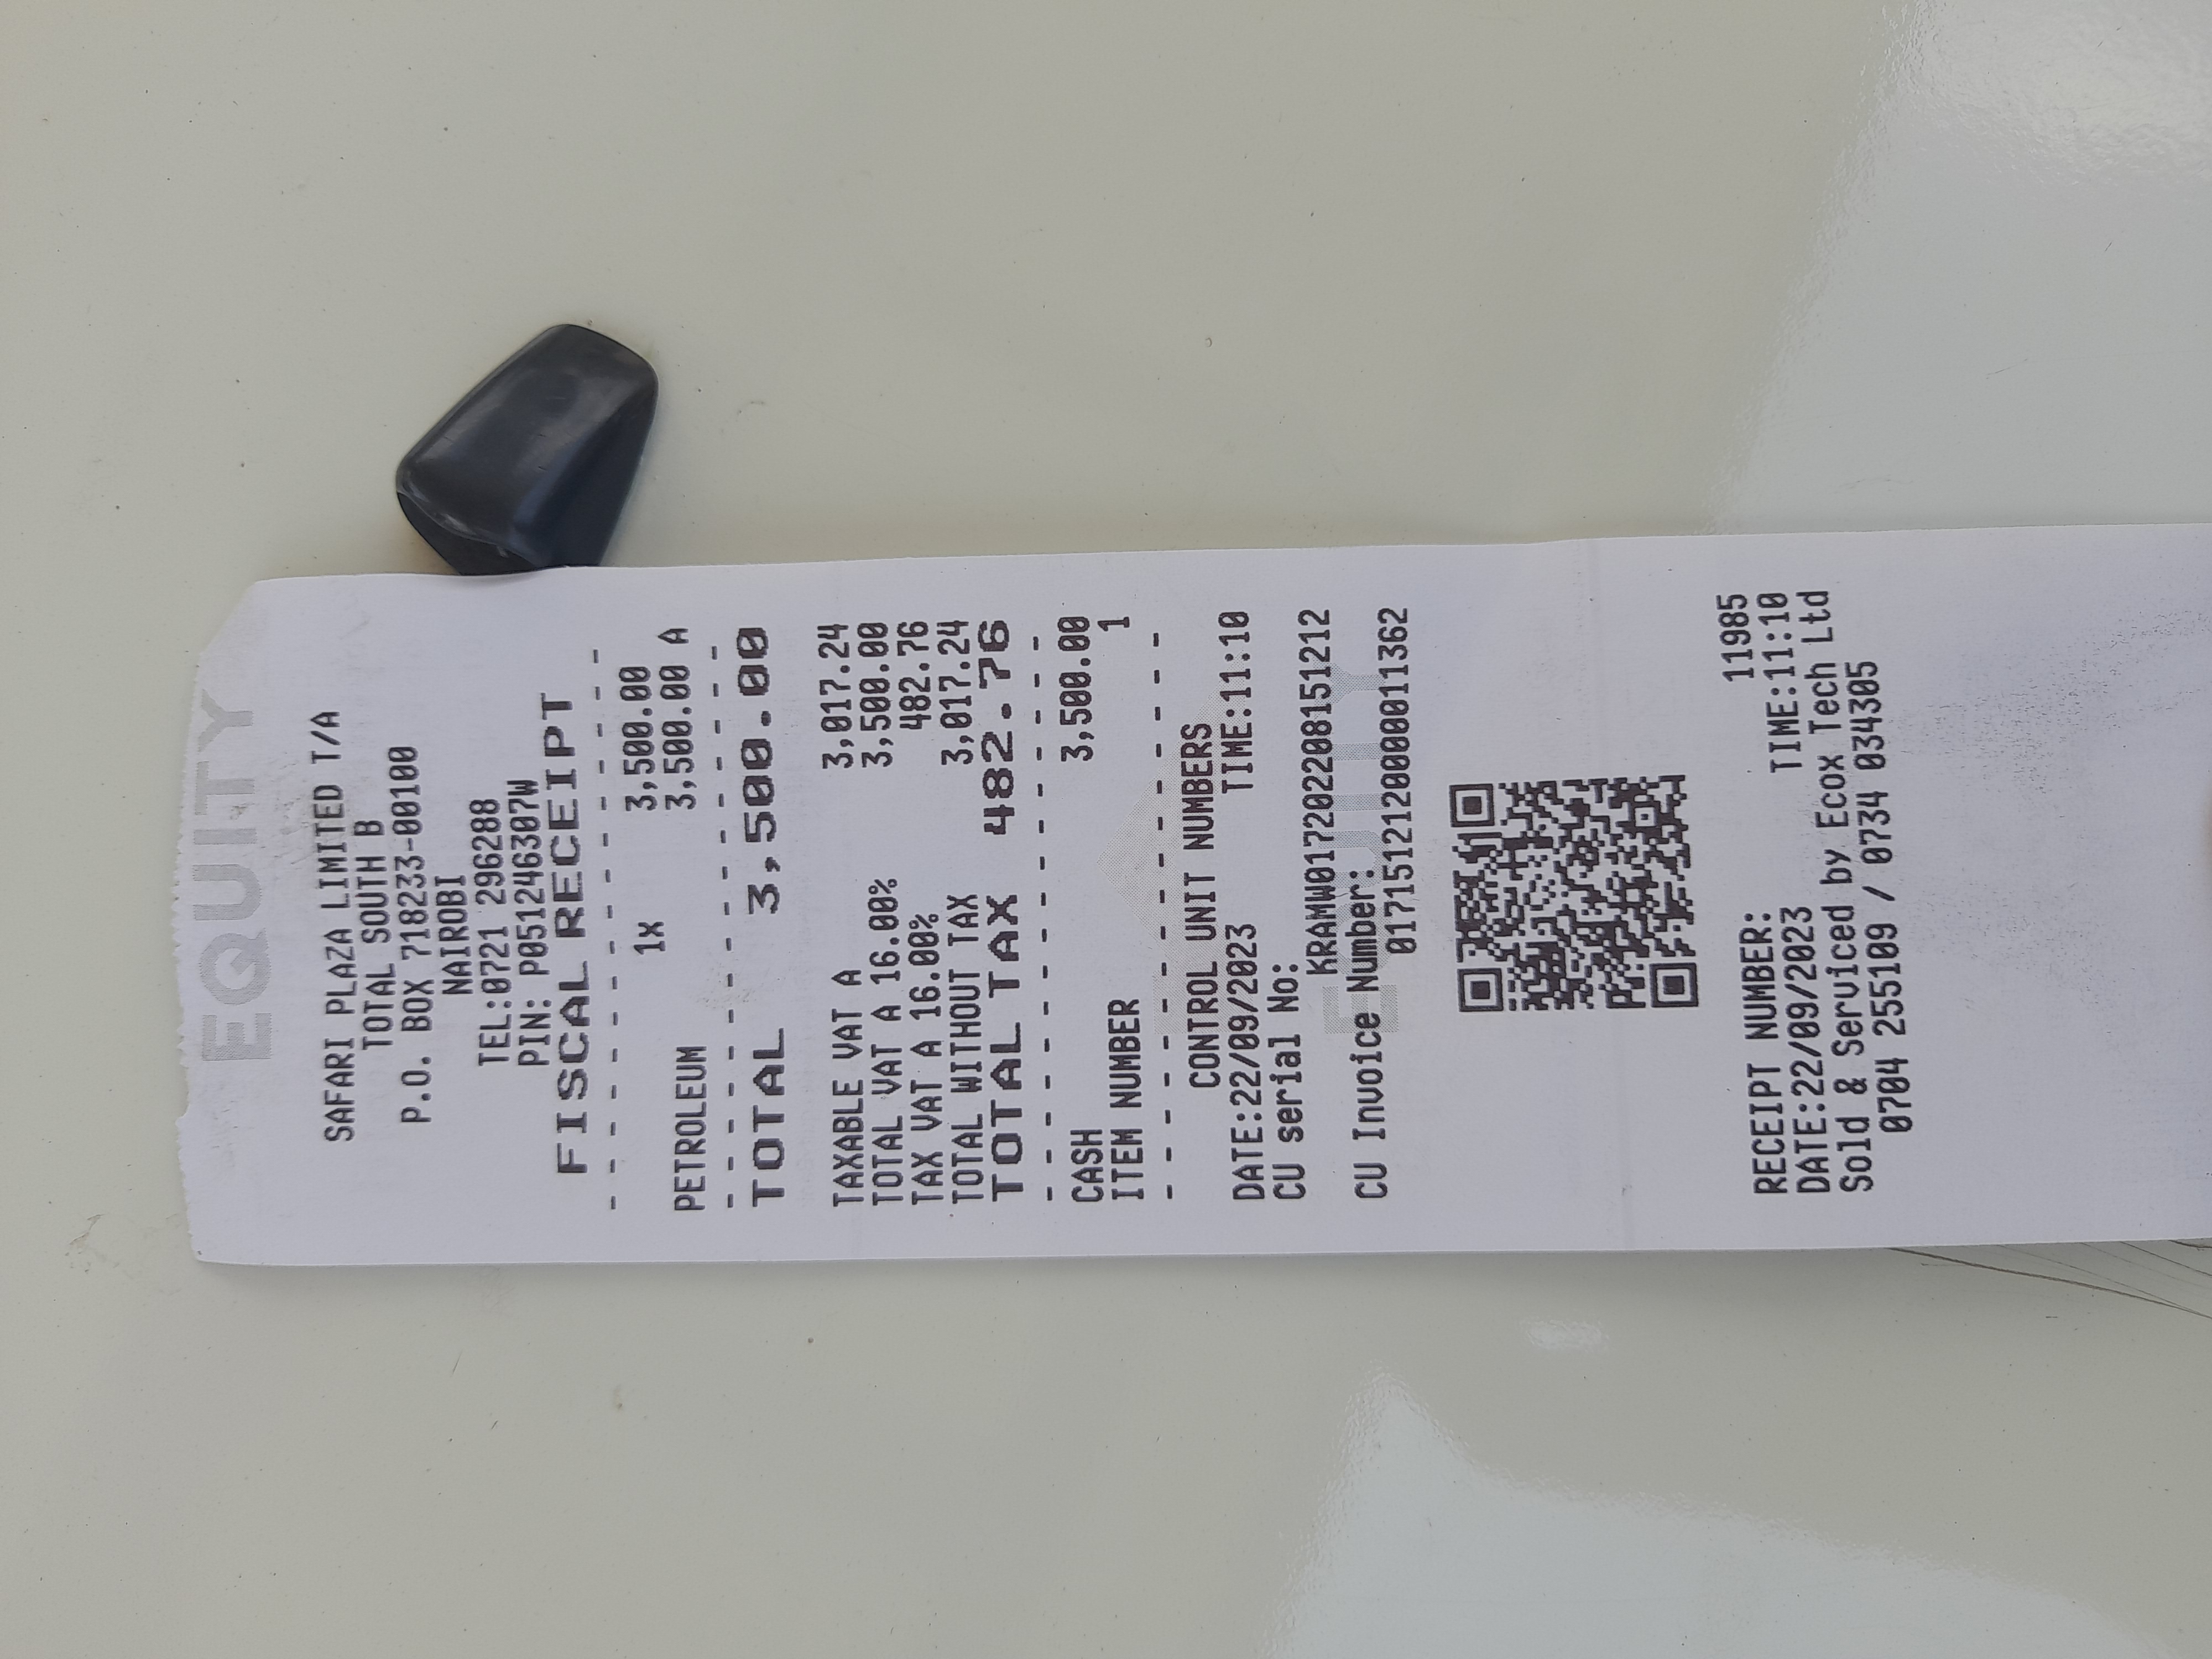 EQUITY
SAFARI PLAZA LIMITED T/A
TOTAL SOUTH B
P.O. BOX 718233-00100
NAIROBI
TEL:0721 296288
PIN: P051246307W
FISCAL RECEIPT
- - - - - - - - - - - - - - -
1x 3,500.00
PETROLEUM 3,500.00 A
- - - - - - - - - - - - - - -
TOTAL 3,500.00
TAXABLE VAT A 3,017.24
TOTAL VAT A 16.00% 3,500.00
TAX VAT A 16.00% 482.76
TOTAL WITHOUT TAX 3,017.24
TOTAL TAX 482.76
- - - - - - - - - - - - - - -
CASH 3,500.00
ITEM NUMBER 1
- - - - - - - - - - - - - - -
CONTROL UNIT NUMBERS
DATE:22/09/2023 TIME:11:10
CU serial No:
KRAMW017202208151212
CU Invoice Number:
EQUITY
0171512120000011362
RECEIPT NUMBER: 11985
DATE:22/09/2023 TIME:11:10
Sold & Serviced by Ecox Tech Ltd
0704 255109 / 0734 034305